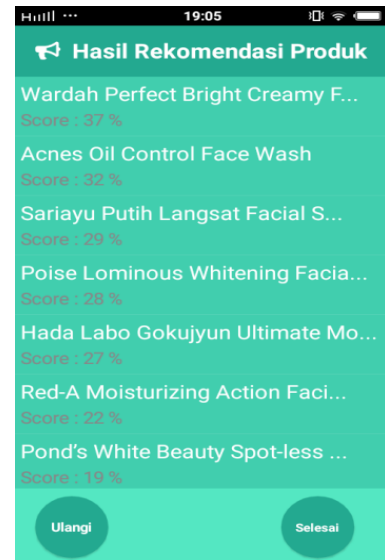 19:05
Hasil Rekomendasi Produk
Wardah Perfect Bright Creamy F...
Score : 37 %
Acnes Oil Control Face Wash
Score : 32 %
Sariayu Putih Langsat Facial S...
Score : 29 %
Poise Lominous Whitening Facia...
Score : 28 %
Hada Labo Gokujyun Ultimate Mo...
Score : 27 %
Red-A Moisturizing Action Faci...
Score : 22 %
Pond's White Beauty Spot-less ...
Score : 19 %
Ulangi
Selesai